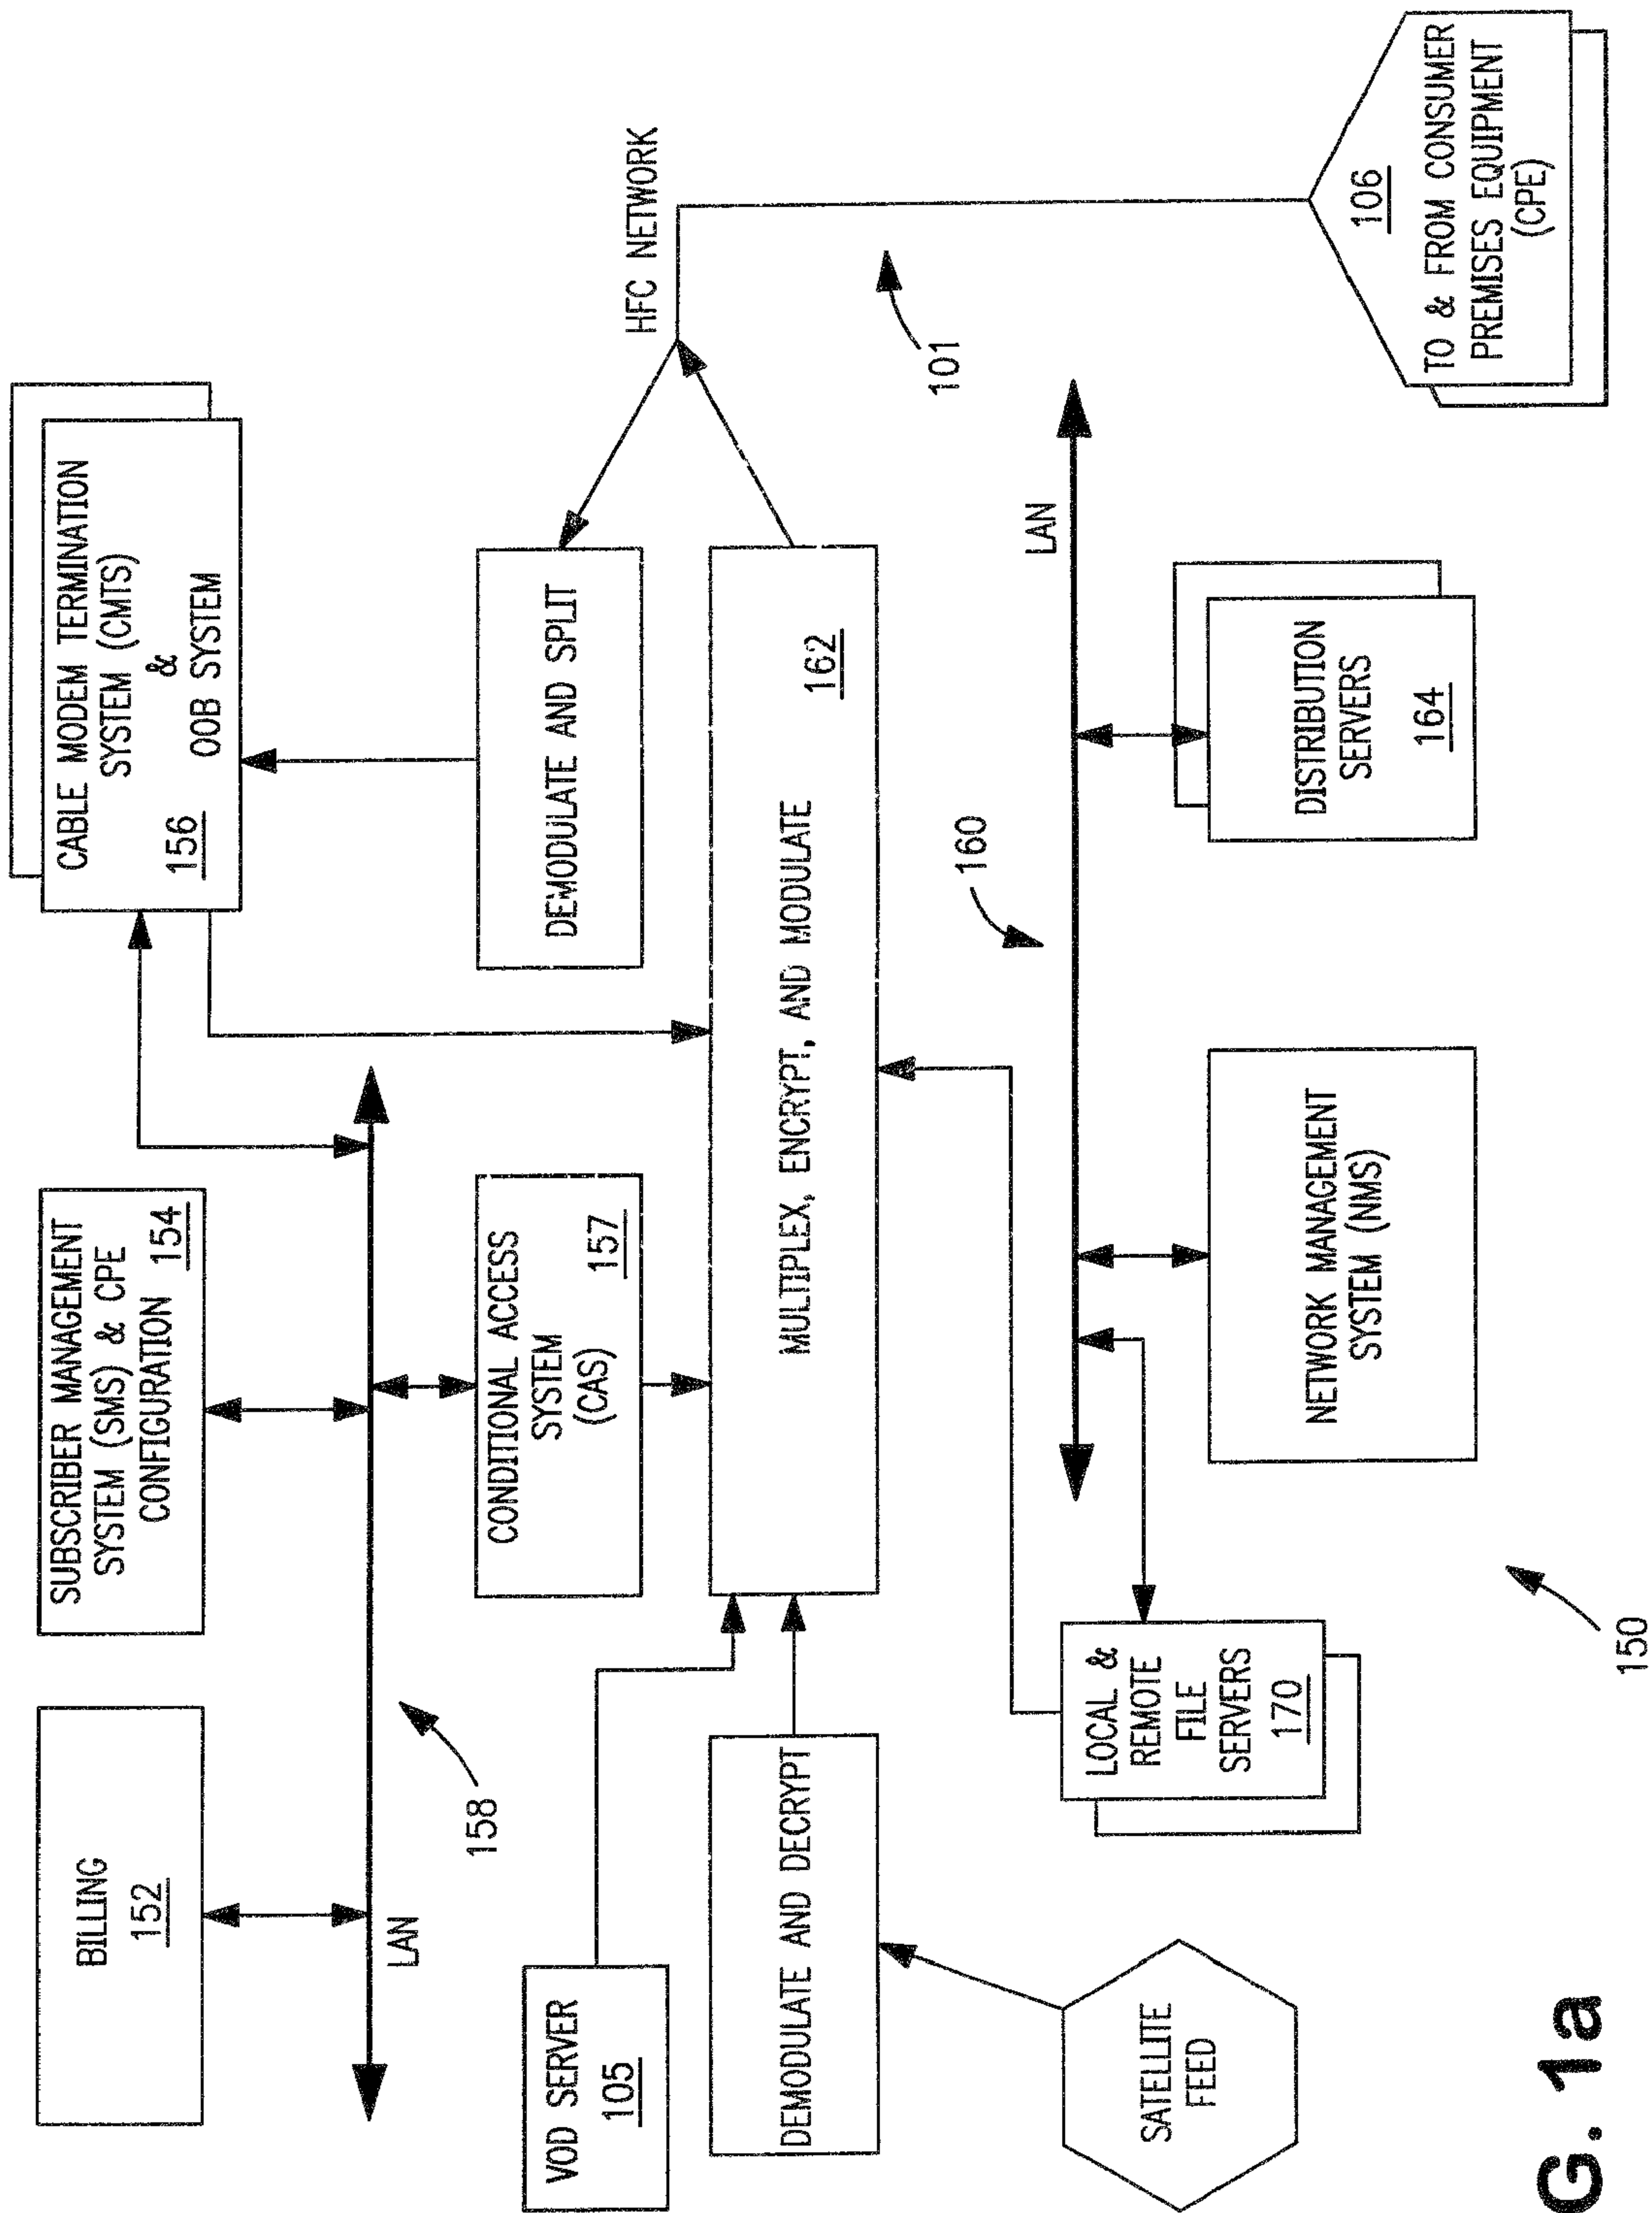 BILLING
152
SUBSCRIBER MANAGEMENT
SYSTEM (SMS) & CPE
CONFIGURATION 154
CABLE MODEM TERMINATION
SYSTEM (CMTS)
&
156 OOB SYSTEM
LAN
158
VOD SERVER
105
CONDITIONAL ACCESS
SYSTEM 157
(CAS)
DEMODULATE AND SPLIT
HFC NETWORK
DEMODULATE AND DECRYPT
MULTIPLEX, ENCRYPT, AND MODULATE
162
101
160
LAN
SATELLITE
FEED
LOCAL &
REMOTE
FILE
SERVERS
170
NETWORK MANAGEMENT
SYSTEM (NMS)
DISTRIBUTION
SERVERS
164
106
TO & FROM CONSUMER
PREMISES EQUIPMENT
(CPE)
150
G. 1a